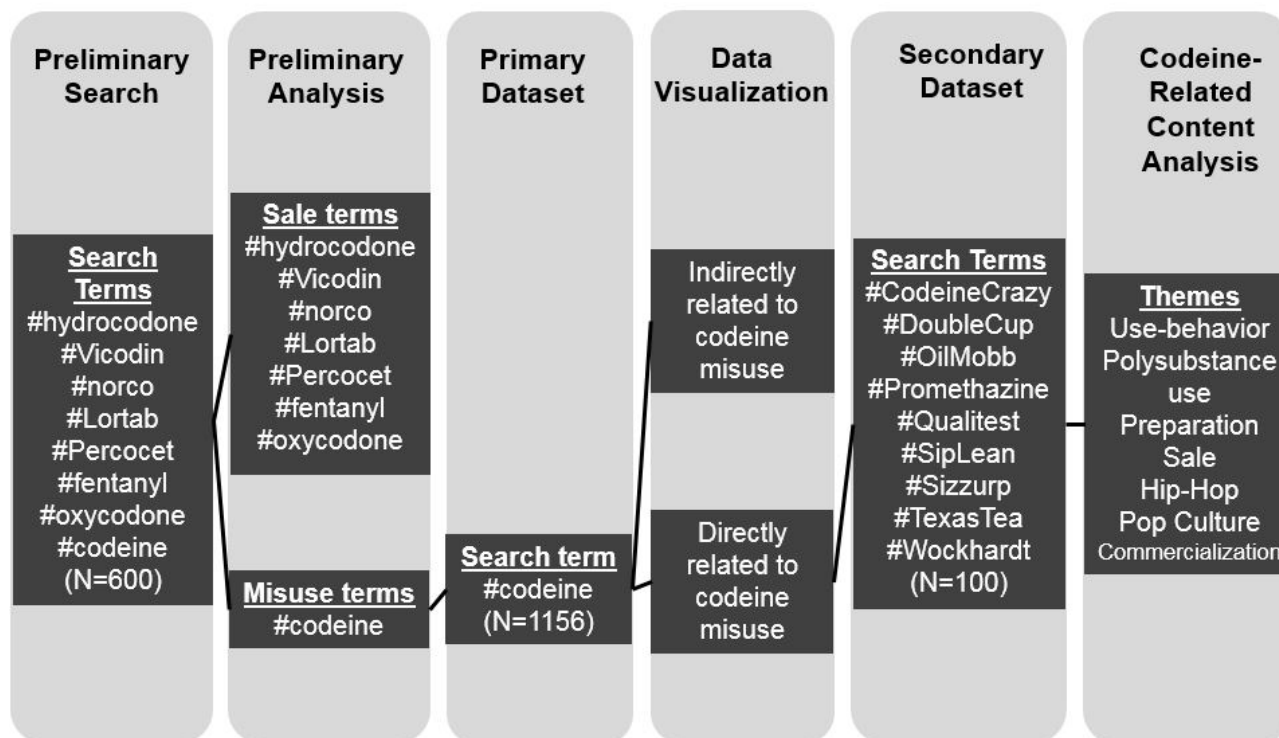 Preliminary
Search
Search
Terms
#hydrocodone
#Vicodin
#norco
#Lortab
#Percocet
#fentanyl
#oxycodone
#codeine
(N=600)
Preliminary
Analysis
Sale terms
#hydrocodone
#Vicodin
#norco
#Lortab
#Percocet
#fentanyl
#oxycodone
Misuse terms
#codeine
Primary
Dataset
Search term
#codeine
(N=1156)
Data
Visualization
Indirectly
related to
codeine
misuse
Directly
related to
codeine
misuse
Secondary
Dataset
Search Terms
#CodeineCrazy
#DoubleCup
#OilMobb
#Promethazine
#Qualitest
#SipLean
#Sizzurp
#TexasTea
#Wockhardt
(N=100)
Codeine-
Related
Content
Analysis
Themes
Use-behavior
Polysubstance
use
Preparation
Sale
Hip-Hop
Pop Culture
Commercialization